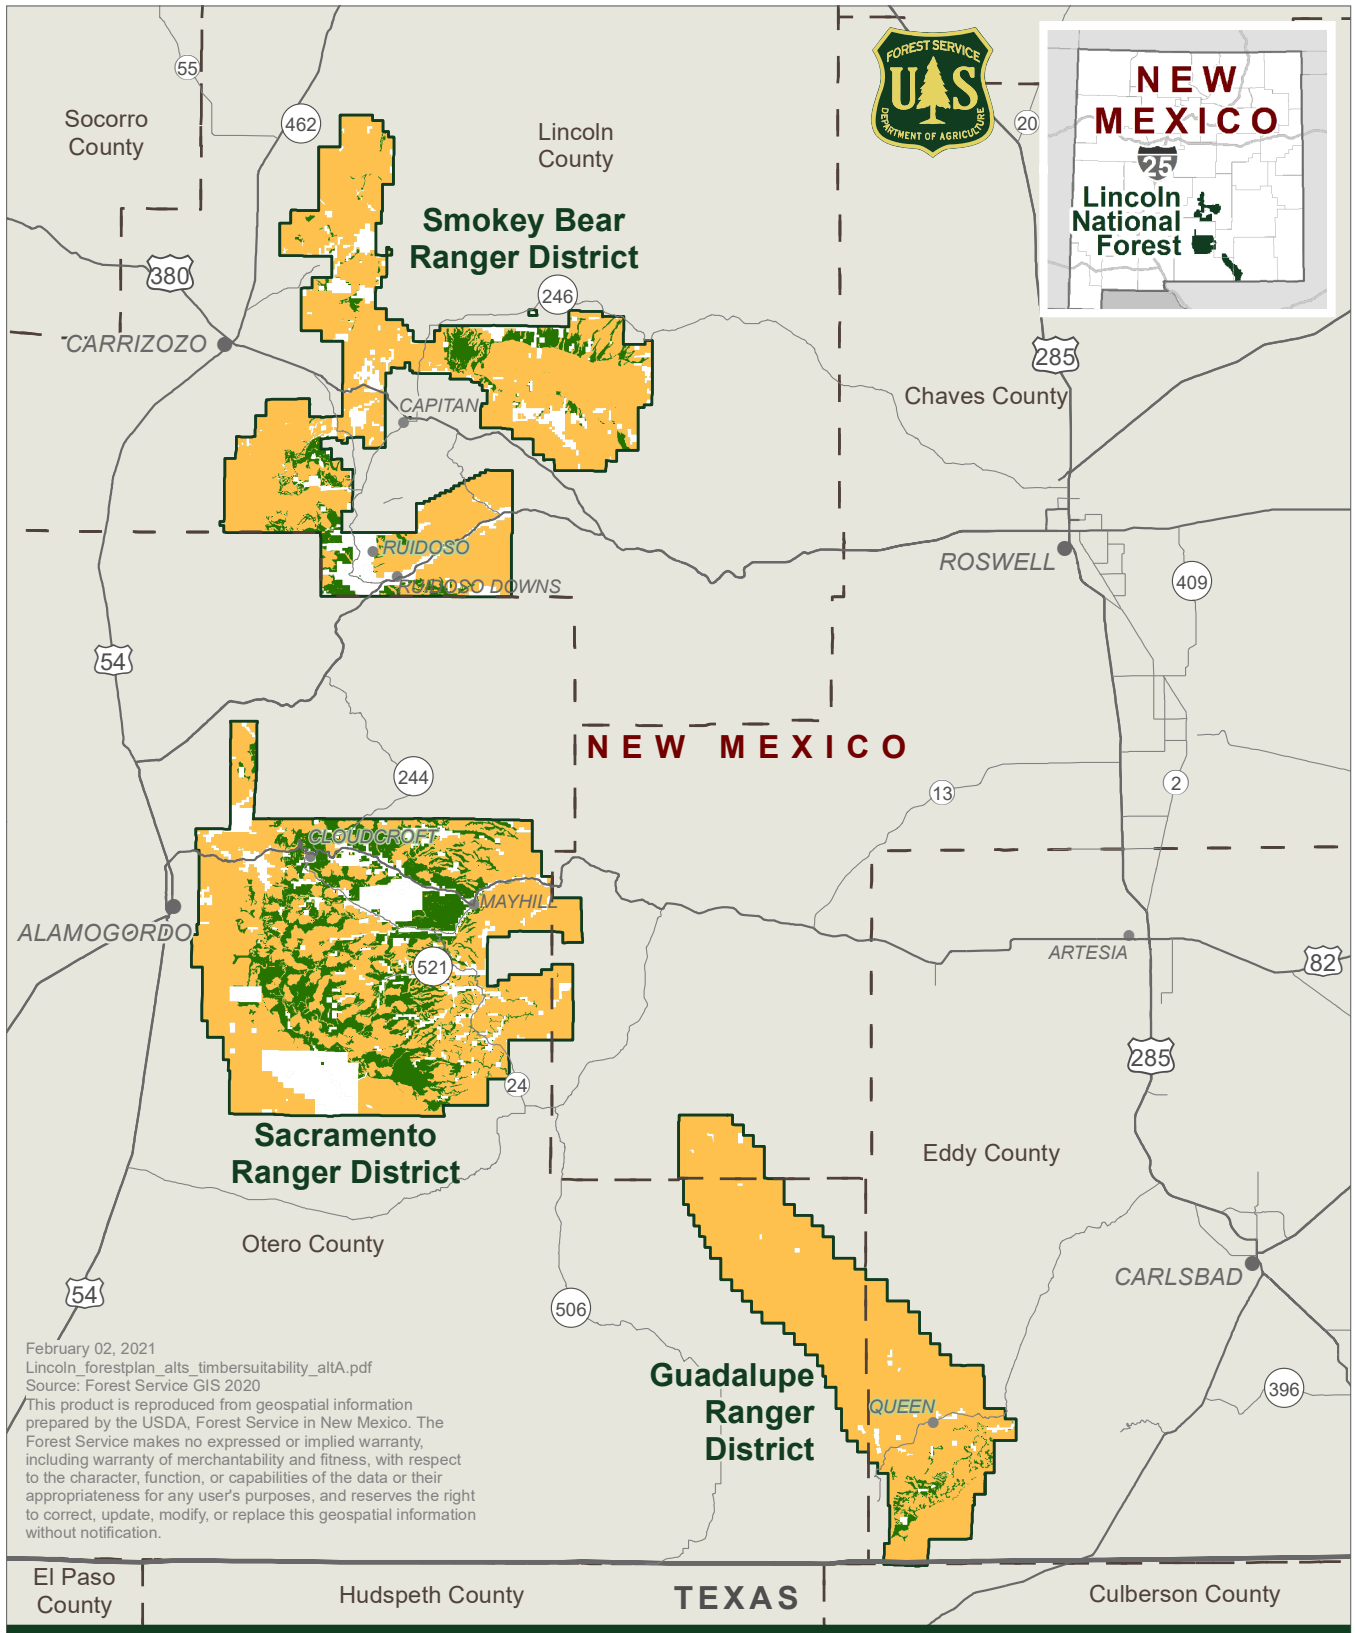 55
Socorro
County
462
Lincoln
County
FOREST SERVICE
U S
DEPARTMENT OF AGRICULTURE
20
NEW
MEXICO
25
Lincoln
National
Forest
Smokey Bear
Ranger District
380
246
CARRIZOZO
285
Chaves County
CAPITAN
RUIDOSO
RUIDOSO DOWNS
ROSWELL
409
54
NEW MEXICO
244
13
2
CLOUDCROFT
MAYHILL
ALAMOGORDO
521
ARTESIA
82
285
24
Sacramento
Ranger District
Eddy County
Otero County
CARLSBAD
54
506
February 02, 2021
Lincoln_forestplan_alts_timbersuitability_altA.pdf
Source: Forest Service GIS 2020
This product is reproduced from geospatial information
prepared by the USDA, Forest Service in New Mexico. The
Forest Service makes no expressed or implied warranty,
including warranty of merchantability and fitness, with respect
to the character, function, or capabilities of the data or their
appropriateness for any user's purposes, and reserves the right
to correct, update, modify, or replace this geospatial information
without notification.
Guadalupe
Ranger
District
QUEEN
396
El Paso
County
Hudspeth County
TEXAS
Culberson County